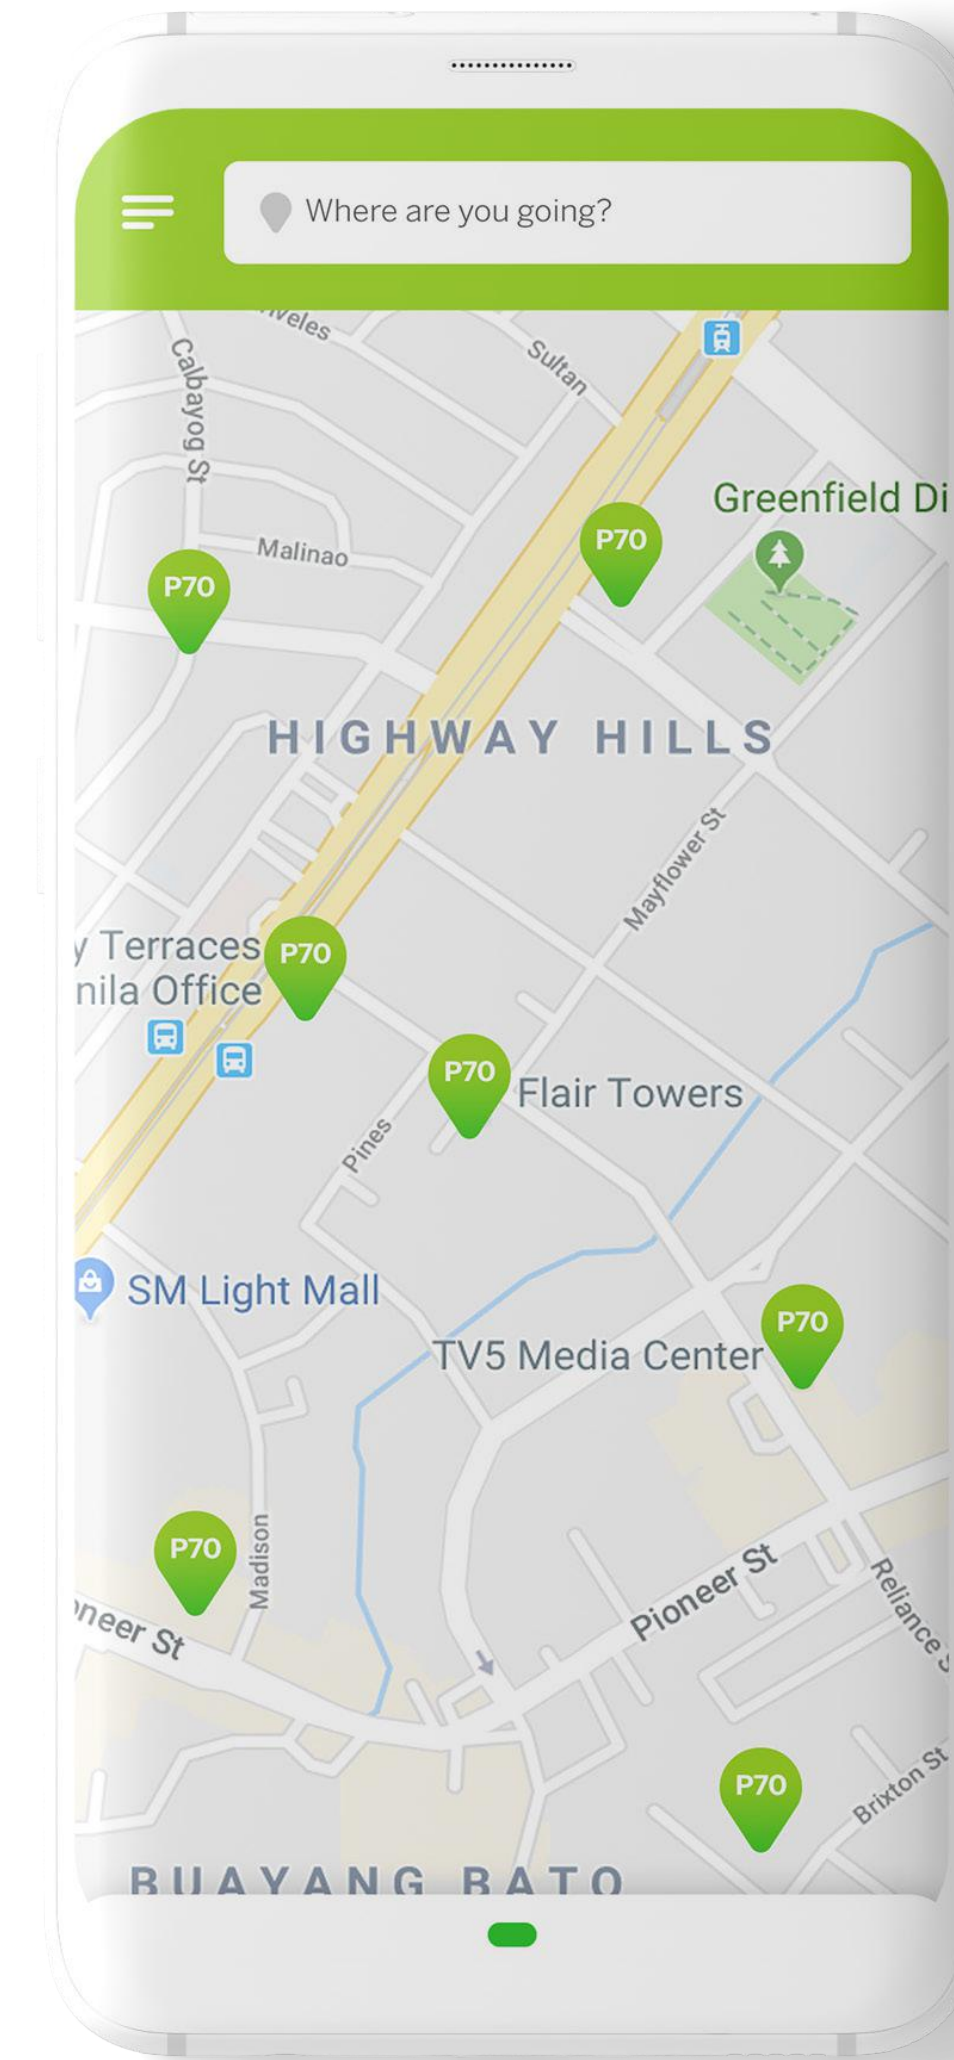 Where are you going?
Sultan
Calbayog St
Greenfield Di
P70
Malinao
P70
HIGHWAY HILLS
Mayflower St
y Terraces
nila Office
P70
P70
Flair Towers
Pines
SM Light Mall
P70
TV5 Media Center
P70
Madison
Pioneer St
oneer St
Reliance S
P70
Brixton St
BUAYANG BATO